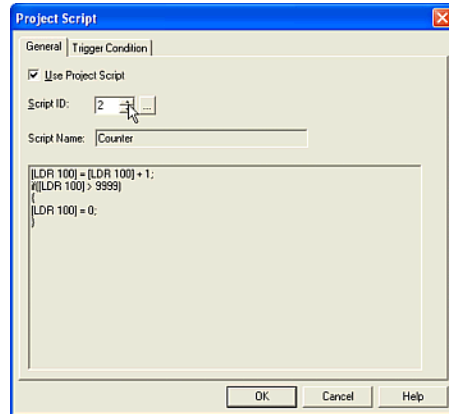 Project Script
General
Trigger Condition
Use Project Script
Script ID: 2 ...
Script Name: Counter
[LDR 100] = [LDR 100] + 1;
if([LDR 100] > 9999)
{
[LDR 100] = 0;
}
OK Cancel Help